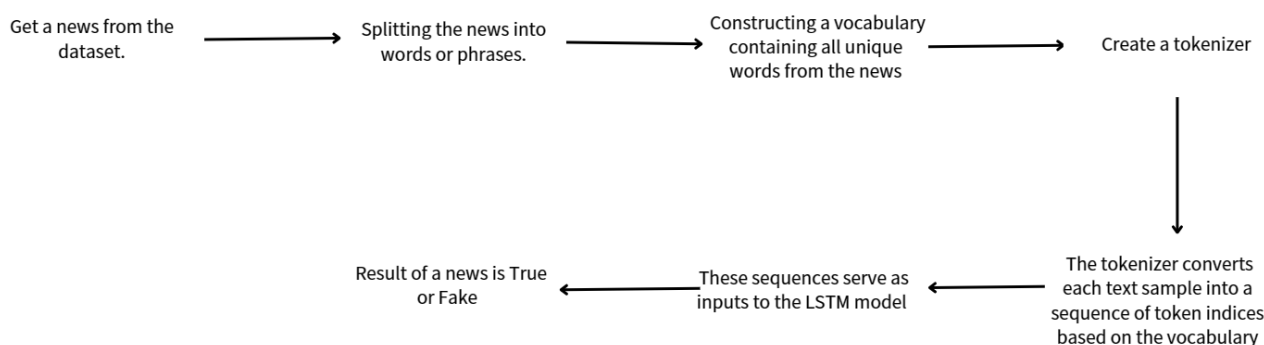 Get a news from the
dataset.
Splitting the news into
words or phrases.
Constructing a vocabulary
containing all unique
words from the news
Create a tokenizer
The tokenizer converts
each text sample into a
sequence of token indices
based on the vocabulary
These sequences serve as
inputs to the LSTM model
Result of a news is True
or Fake